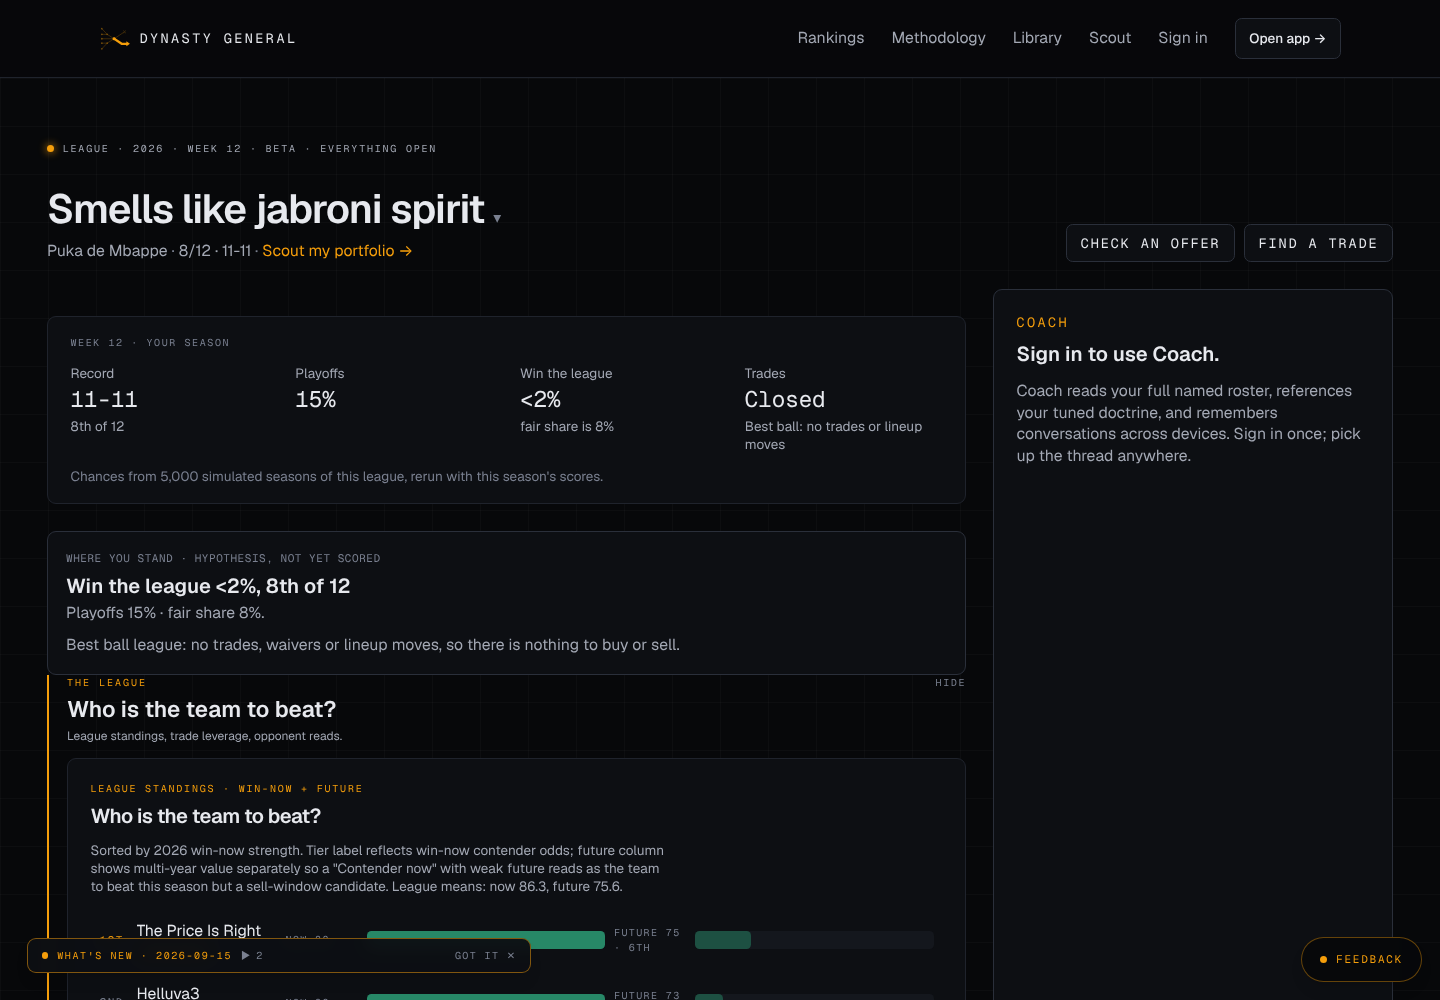 DYNASTY GENERAL
Rankings
Methodology
Library
Scout
Sign in
Open app →
LEAGUE · 2026 · WEEK 12 · BETA · EVERYTHING OPEN
Smells like jabroni spirit ▼
Puka de Mbappe · 8/12 · 11-11 · Scout my portfolio →
CHECK AN OFFER
FIND A TRADE
WEEK 12 · YOUR SEASON
Record
11-11
8th of 12
Playoffs
15%
Win the league
<2%
fair share is 8%
Trades
Closed
Best ball: no trades or lineup
moves
Chances from 5,000 simulated seasons of this league, rerun with this season's scores.
WHERE YOU STAND · HYPOTHESIS, NOT YET SCORED
Win the league <2%, 8th of 12
Playoffs 15% · fair share 8%.
Best ball league: no trades, waivers or lineup moves, so there is nothing to buy or sell.
THE LEAGUE
HIDE
Who is the team to beat?
League standings, trade leverage, opponent reads.
LEAGUE STANDINGS · WIN-NOW + FUTURE
Who is the team to beat?
Sorted by 2026 win-now strength. Tier label reflects win-now contender odds; future column
shows multi-year value separately so a "Contender now" with weak future reads as the team
to beat this season but a sell-window candidate. League means: now 86.3, future 75.6.
The Price Is Right
FUTURE 75
· 6TH
Helluva3
FUTURE 73
COACH
Sign in to use Coach.
Coach reads your full named roster, references
your tuned doctrine, and remembers
conversations across devices. Sign in once; pick
up the thread anywhere.
WHAT'S NEW · 2026-09-15 ▶ 2
GOT IT ×
FEEDBACK